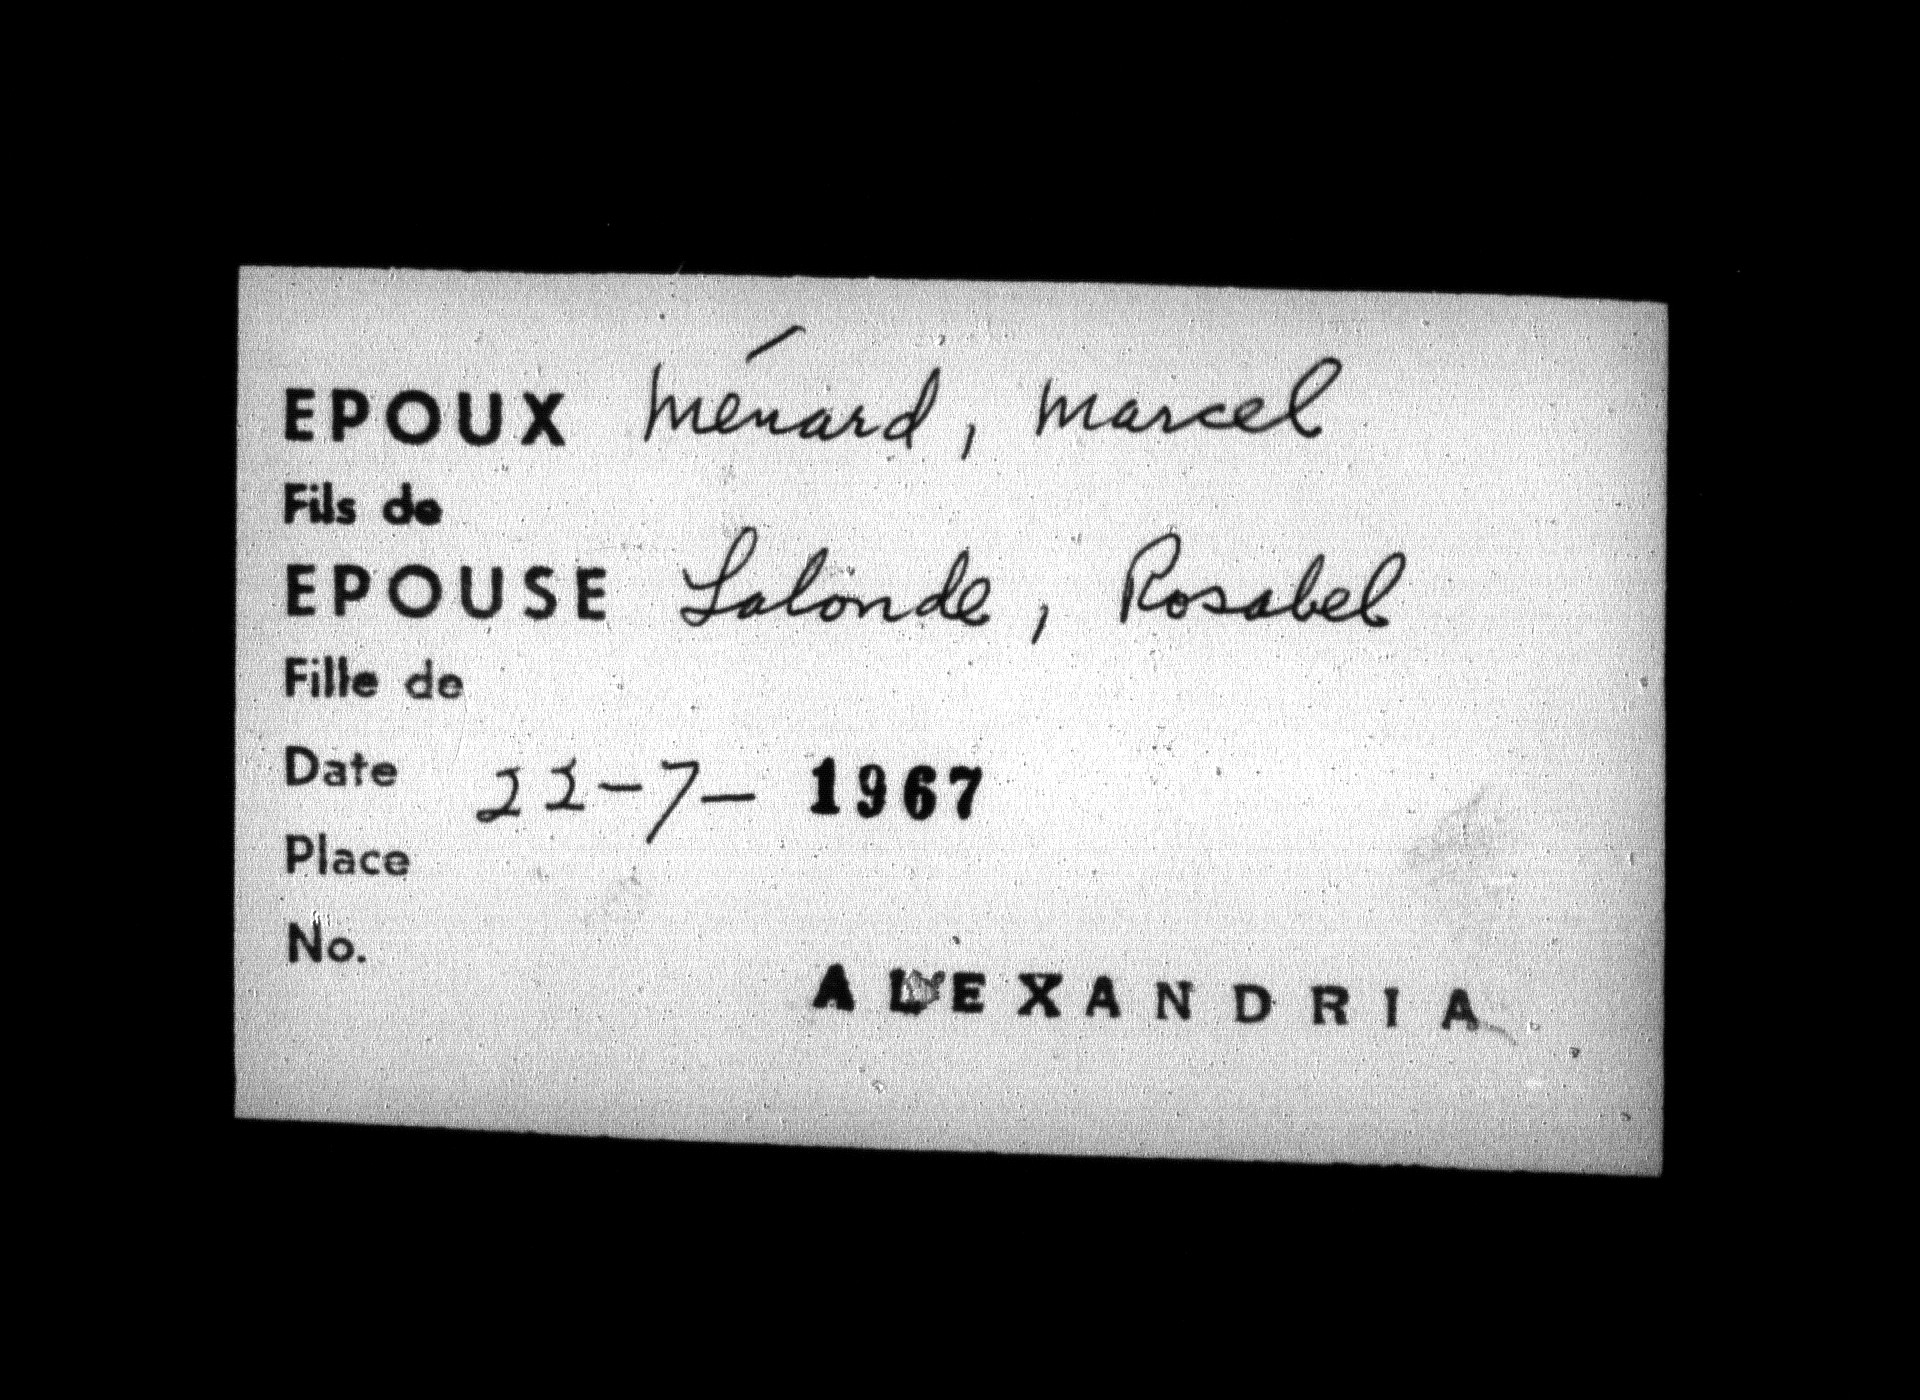 EPOUX Ménard, Marcel
Fils de
EPOUSE Lalonde, Rosabel
Fille de
Date 22-7- 1967
Place
No.
ALEXANDRIA